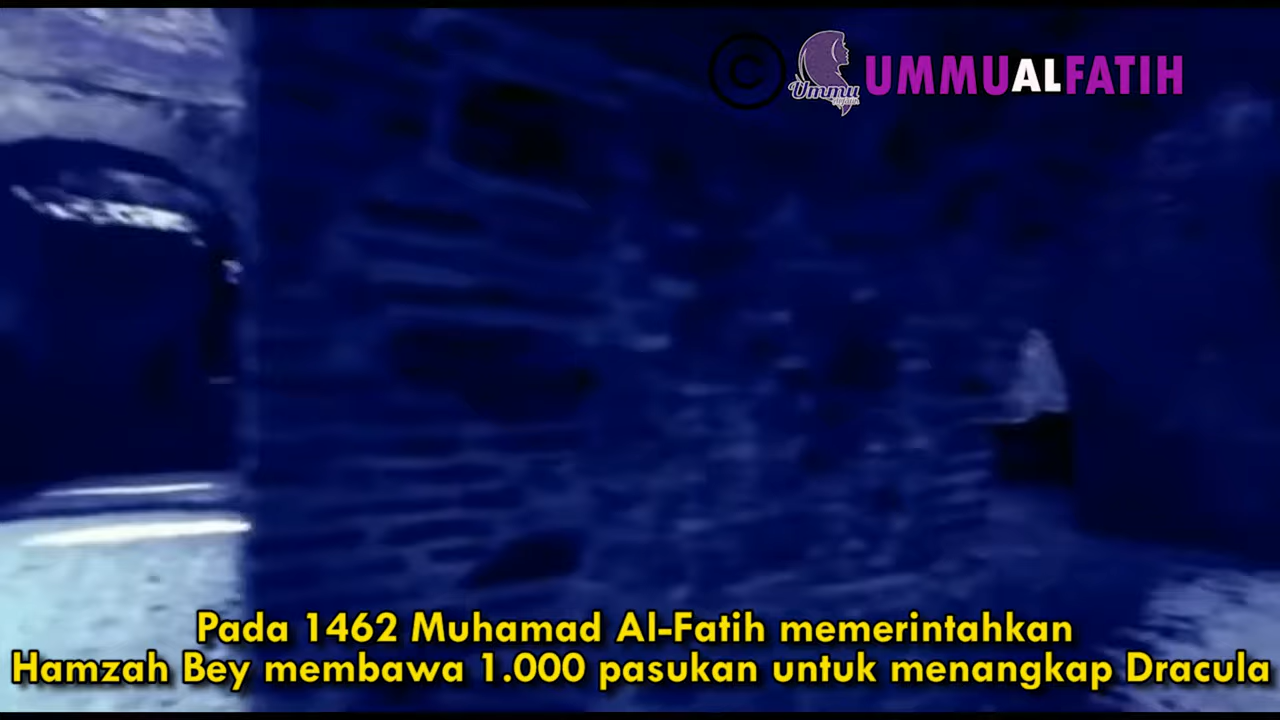 © Ummu UMMUALFATIH
Pada 1462 Muhamad Al-Fatih memerintahkan
Hamzah Bey membawa 1.000 pasukan untuk menangkap Dracula